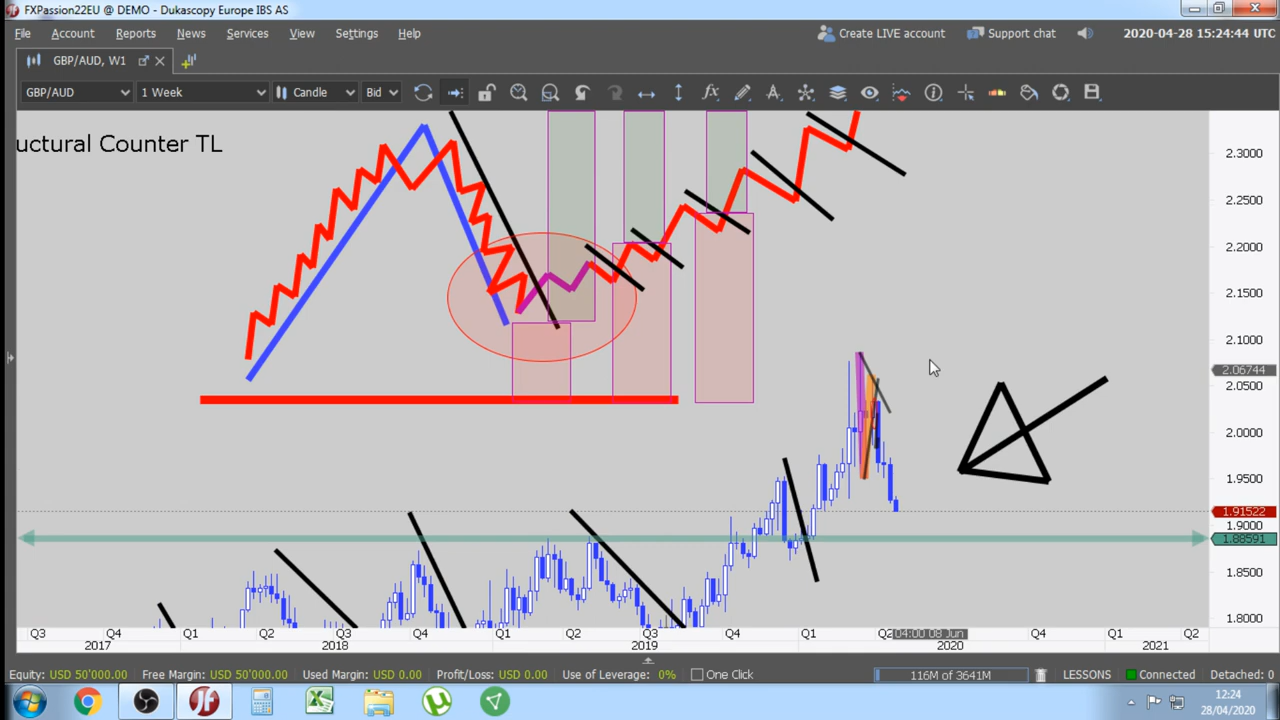 FXPassion22EU @ DEMO - Dukascopy Europe IBS AS
File Account Reports News Services View Settings Help
Create LIVE account Support chat 2020-04-28 15:24:44 UTC
GBP/AUD, W1
GBP/AUD 1 Week Candle Bid
uctural Counter TL
2.3000
2.2500
2.2000
2.1500
2.1000
2.06744
2.0500
2.0000
1.9500
1.91522
1.9000
1.88591
1.8500
1.8000
Q3 Q4 Q1 Q2 Q3 Q4 Q1 Q2 Q3 Q4 Q1 Q2 04:00 08 Jun Q4 Q1 Q2
2017 2018 2019 2020 2021
Equity: USD 50'000.00 Free Margin: USD 50'000.00 Used Margin: USD 0.00 Profit/Loss: USD 0.00 Use of Leverage: 0% One Click 116M of 3641M LESSONS Connected Detached: 0
12:24
28/04/2020